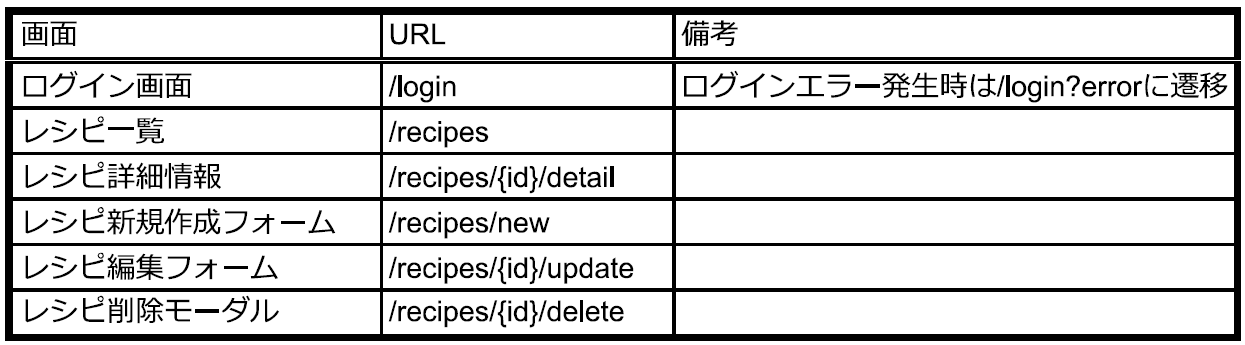 画面 URL 備考
ログイン画面 /login ログインエラー発生時は/login?errorに遷移
レシピ一覧 /recipes
レシピ詳細情報 /recipes/{id}/detail
レシピ新規作成フォーム /recipes/new
レシピ編集フォーム /recipes/{id}/update
レシピ削除モーダル /recipes/{id}/delete